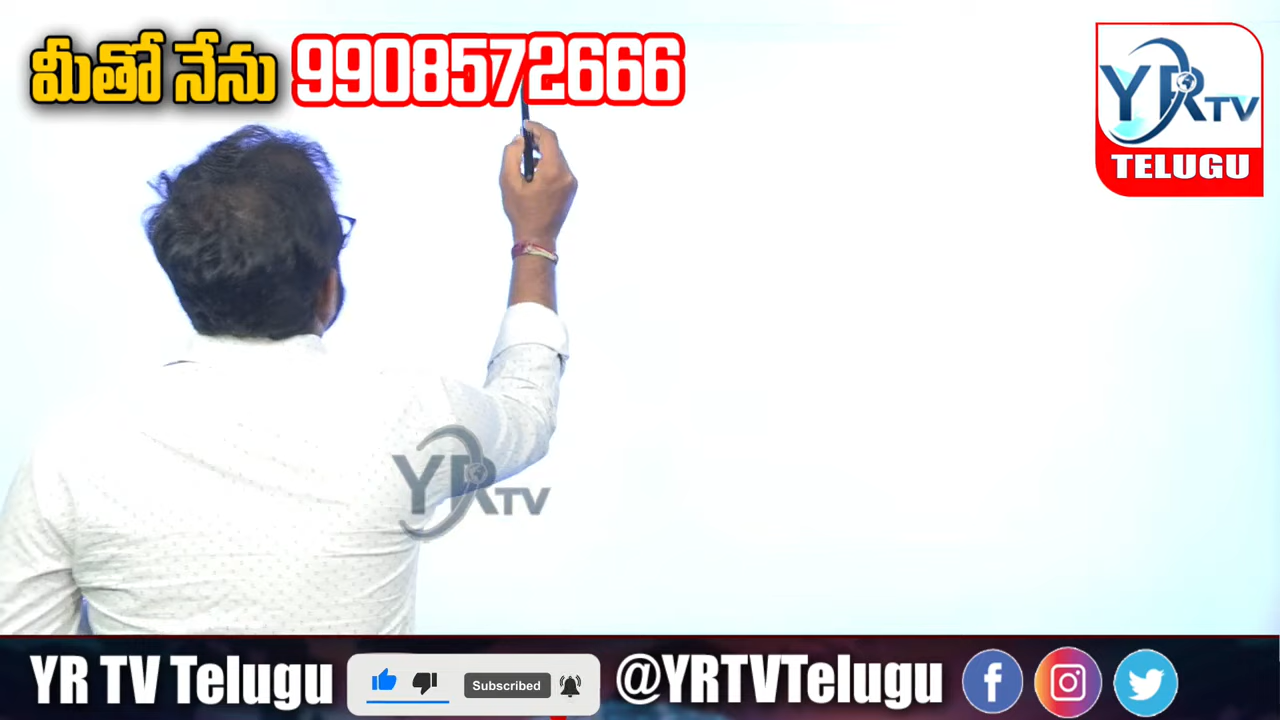 మీతో నేను 9908572666
YR TV
TELUGU
YR TV
YR TV Telugu
Subscribed
@YRTVTelugu